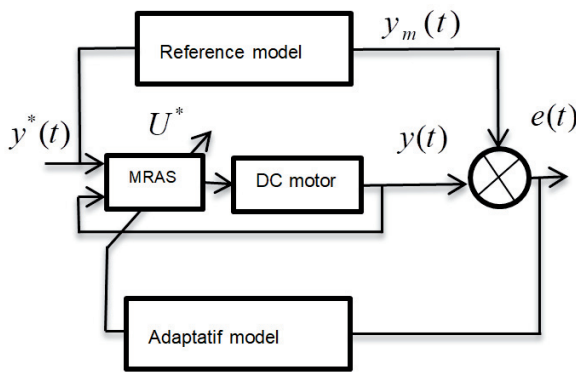 y_m(t)
Reference model
e(t)
y*(t)
U*
y(t)
MRAS
DC motor
Adaptatif model